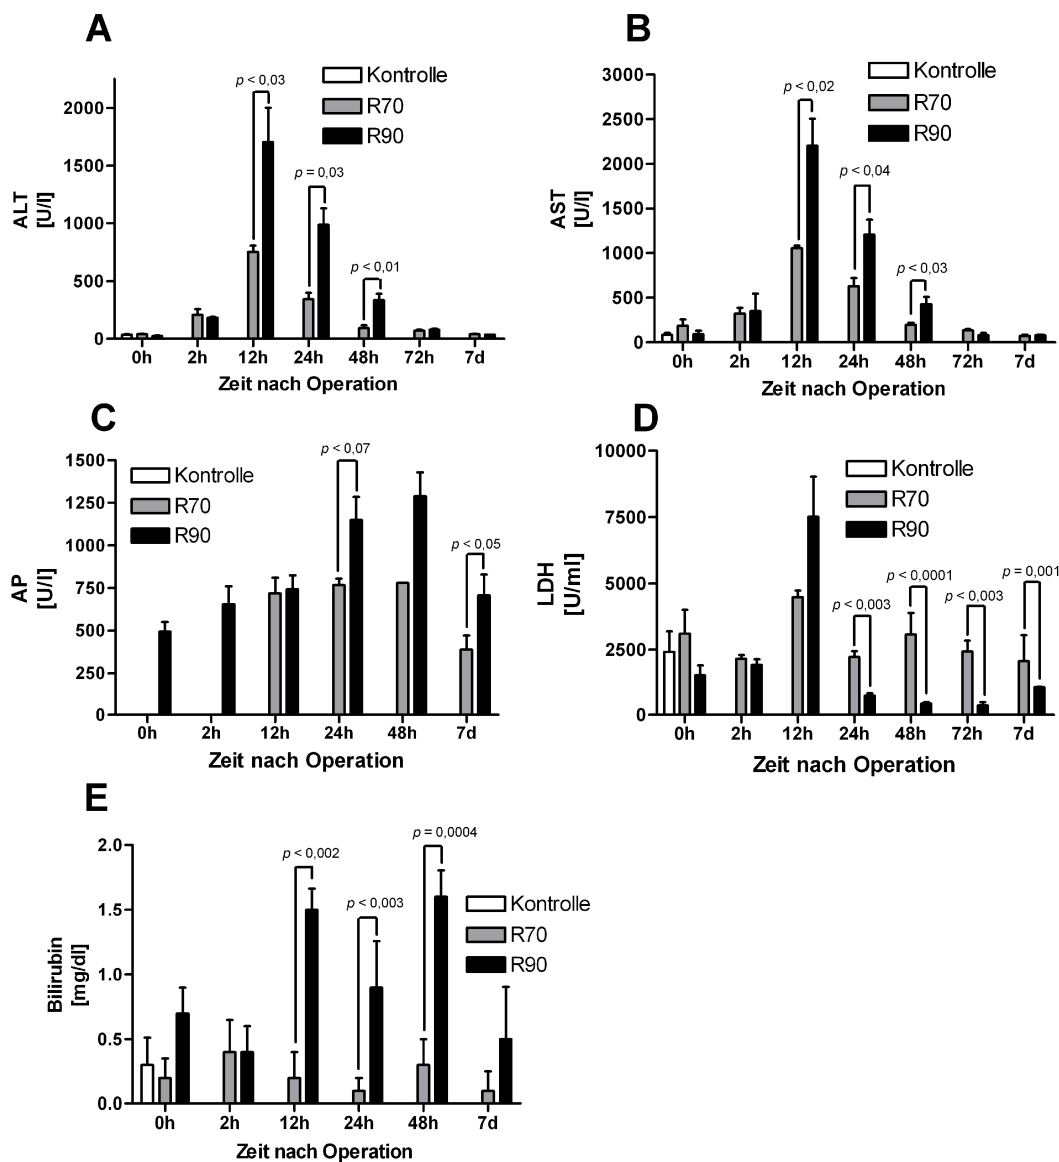 A
ALT
[U/l]
2000
1500
1000
500
0
Kontrolle
R70
R90
p < 0,03
p = 0,03
p < 0,01
0h 2h 12h 24h 48h 72h 7d
Zeit nach Operation
B
AST
[U/l]
3000
2500
2000
1500
1000
500
0
Kontrolle
R70
R90
p < 0,02
p < 0,04
p < 0,03
0h 2h 12h 24h 48h 72h 7d
Zeit nach Operation
C
AP
[U/l]
1500
1250
1000
750
500
250
0
Kontrolle
R70
R90
p < 0,07
p < 0,05
0h 2h 12h 24h 48h 7d
Zeit nach Operation
D
LDH
[U/ml]
10000
7500
5000
2500
0
Kontrolle
R70
R90
p < 0,003
p < 0,0001
p < 0,003
p = 0,001
0h 2h 12h 24h 48h 72h 7d
Zeit nach Operation
E
Bilirubin
[mg/dl]
2.0
1.5
1.0
0.5
0.0
p < 0,002
p < 0,003
p = 0,0004
Kontrolle
R70
R90
0h 2h 12h 24h 48h 7d
Zeit nach Operation